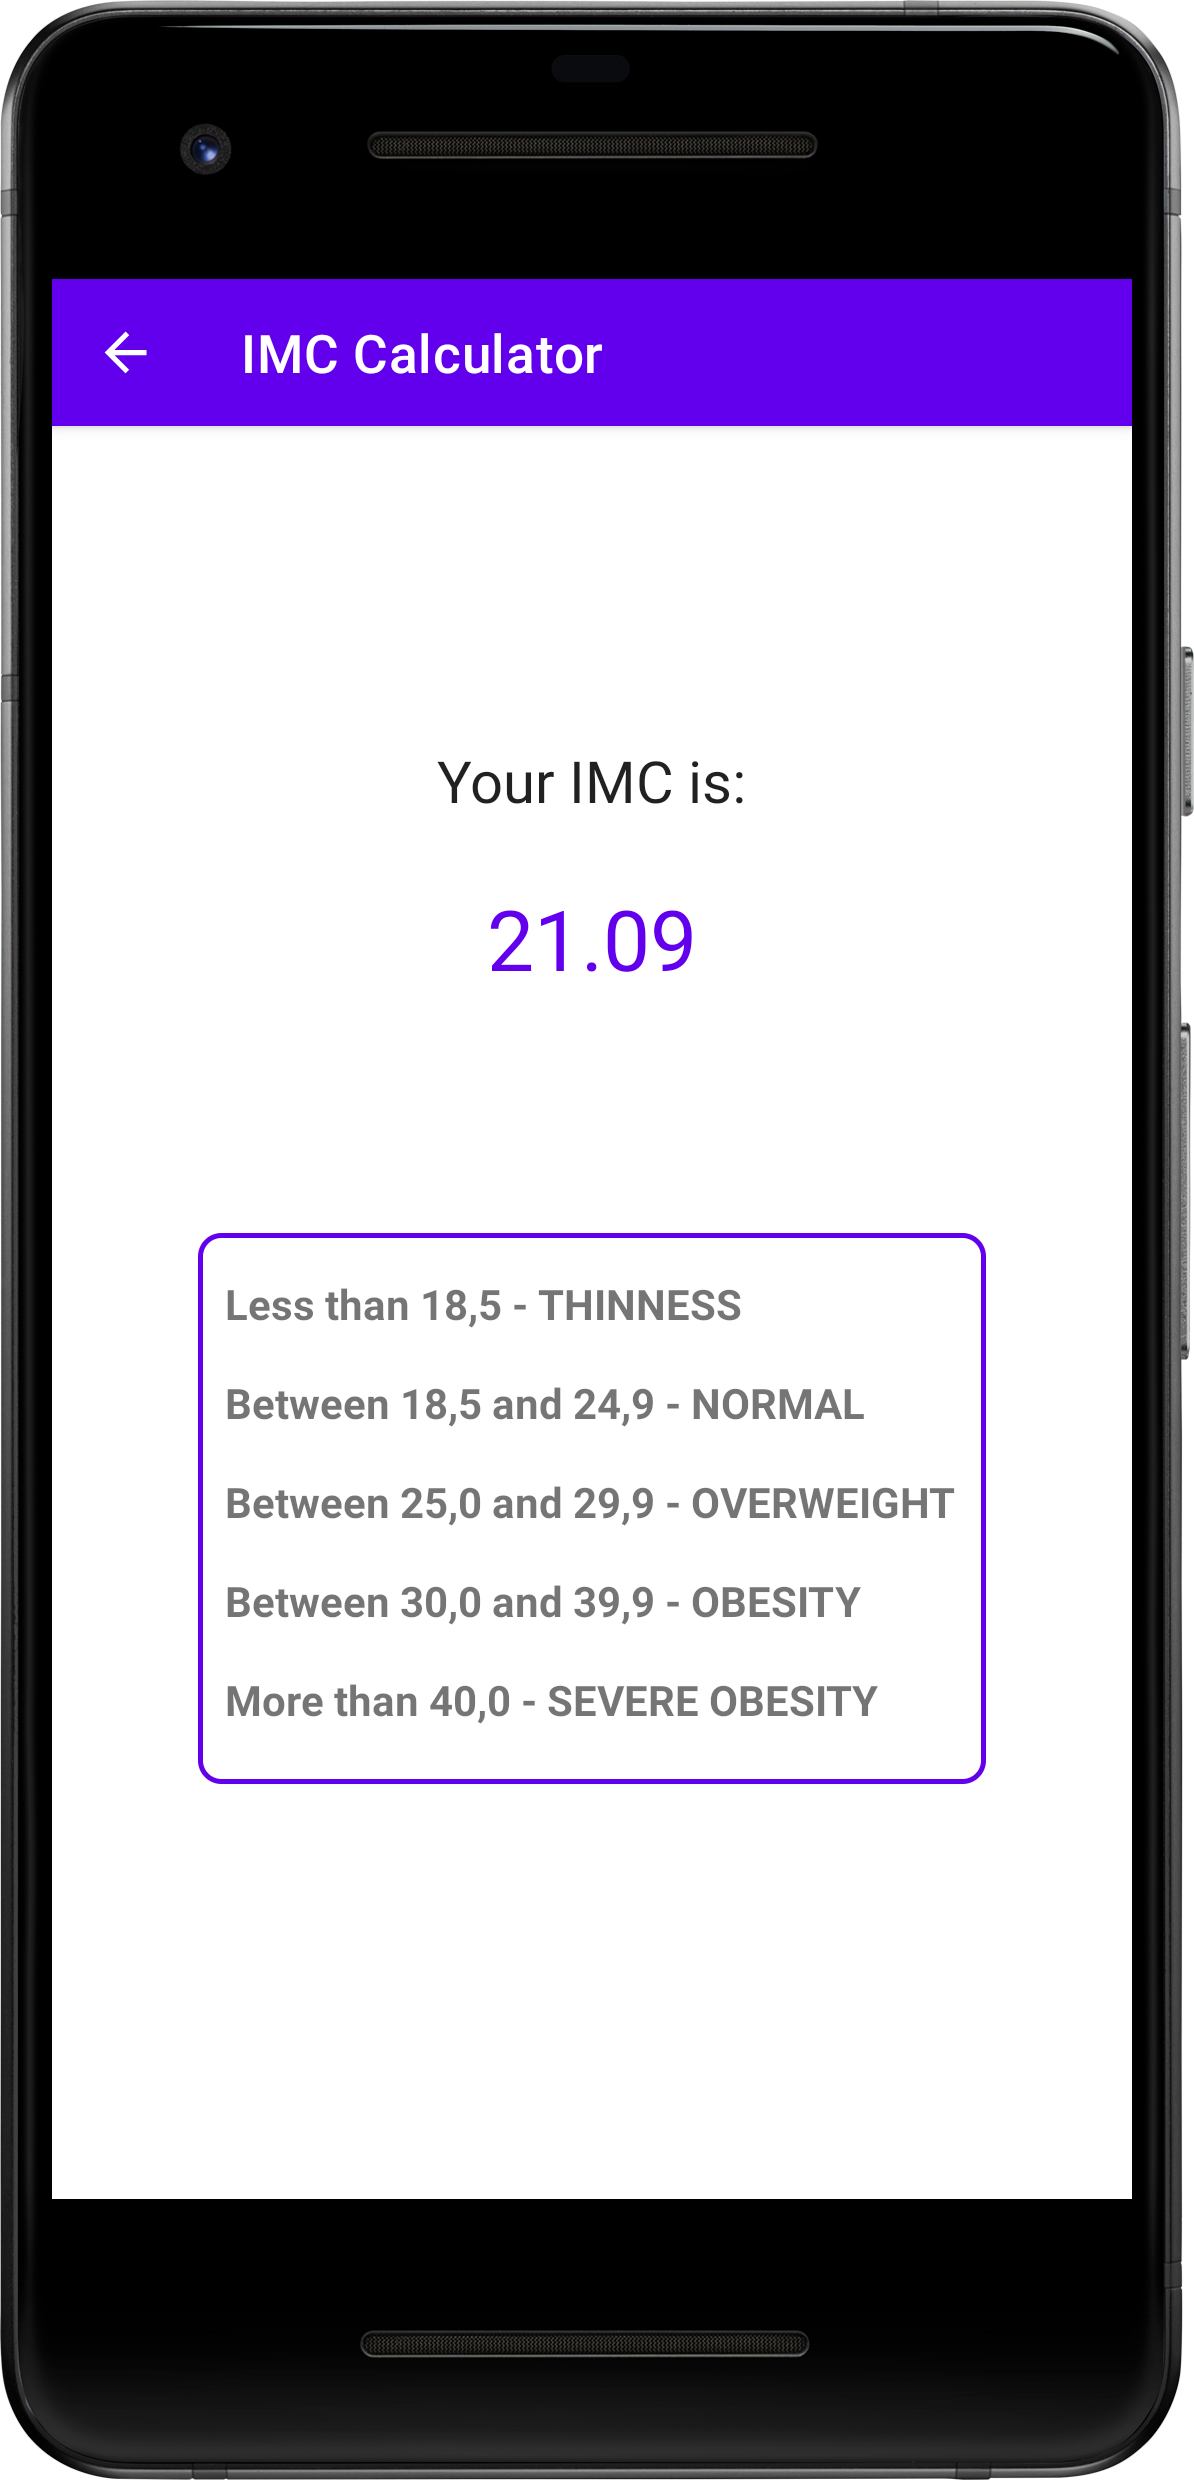 IMC Calculator
Your IMC is:
21.09
Less than 18,5 - THINNESS
Between 18,5 and 24,9 - NORMAL
Between 25,0 and 29,9 - OVERWEIGHT
Between 30,0 and 39,9 - OBESITY
More than 40,0 - SEVERE OBESITY